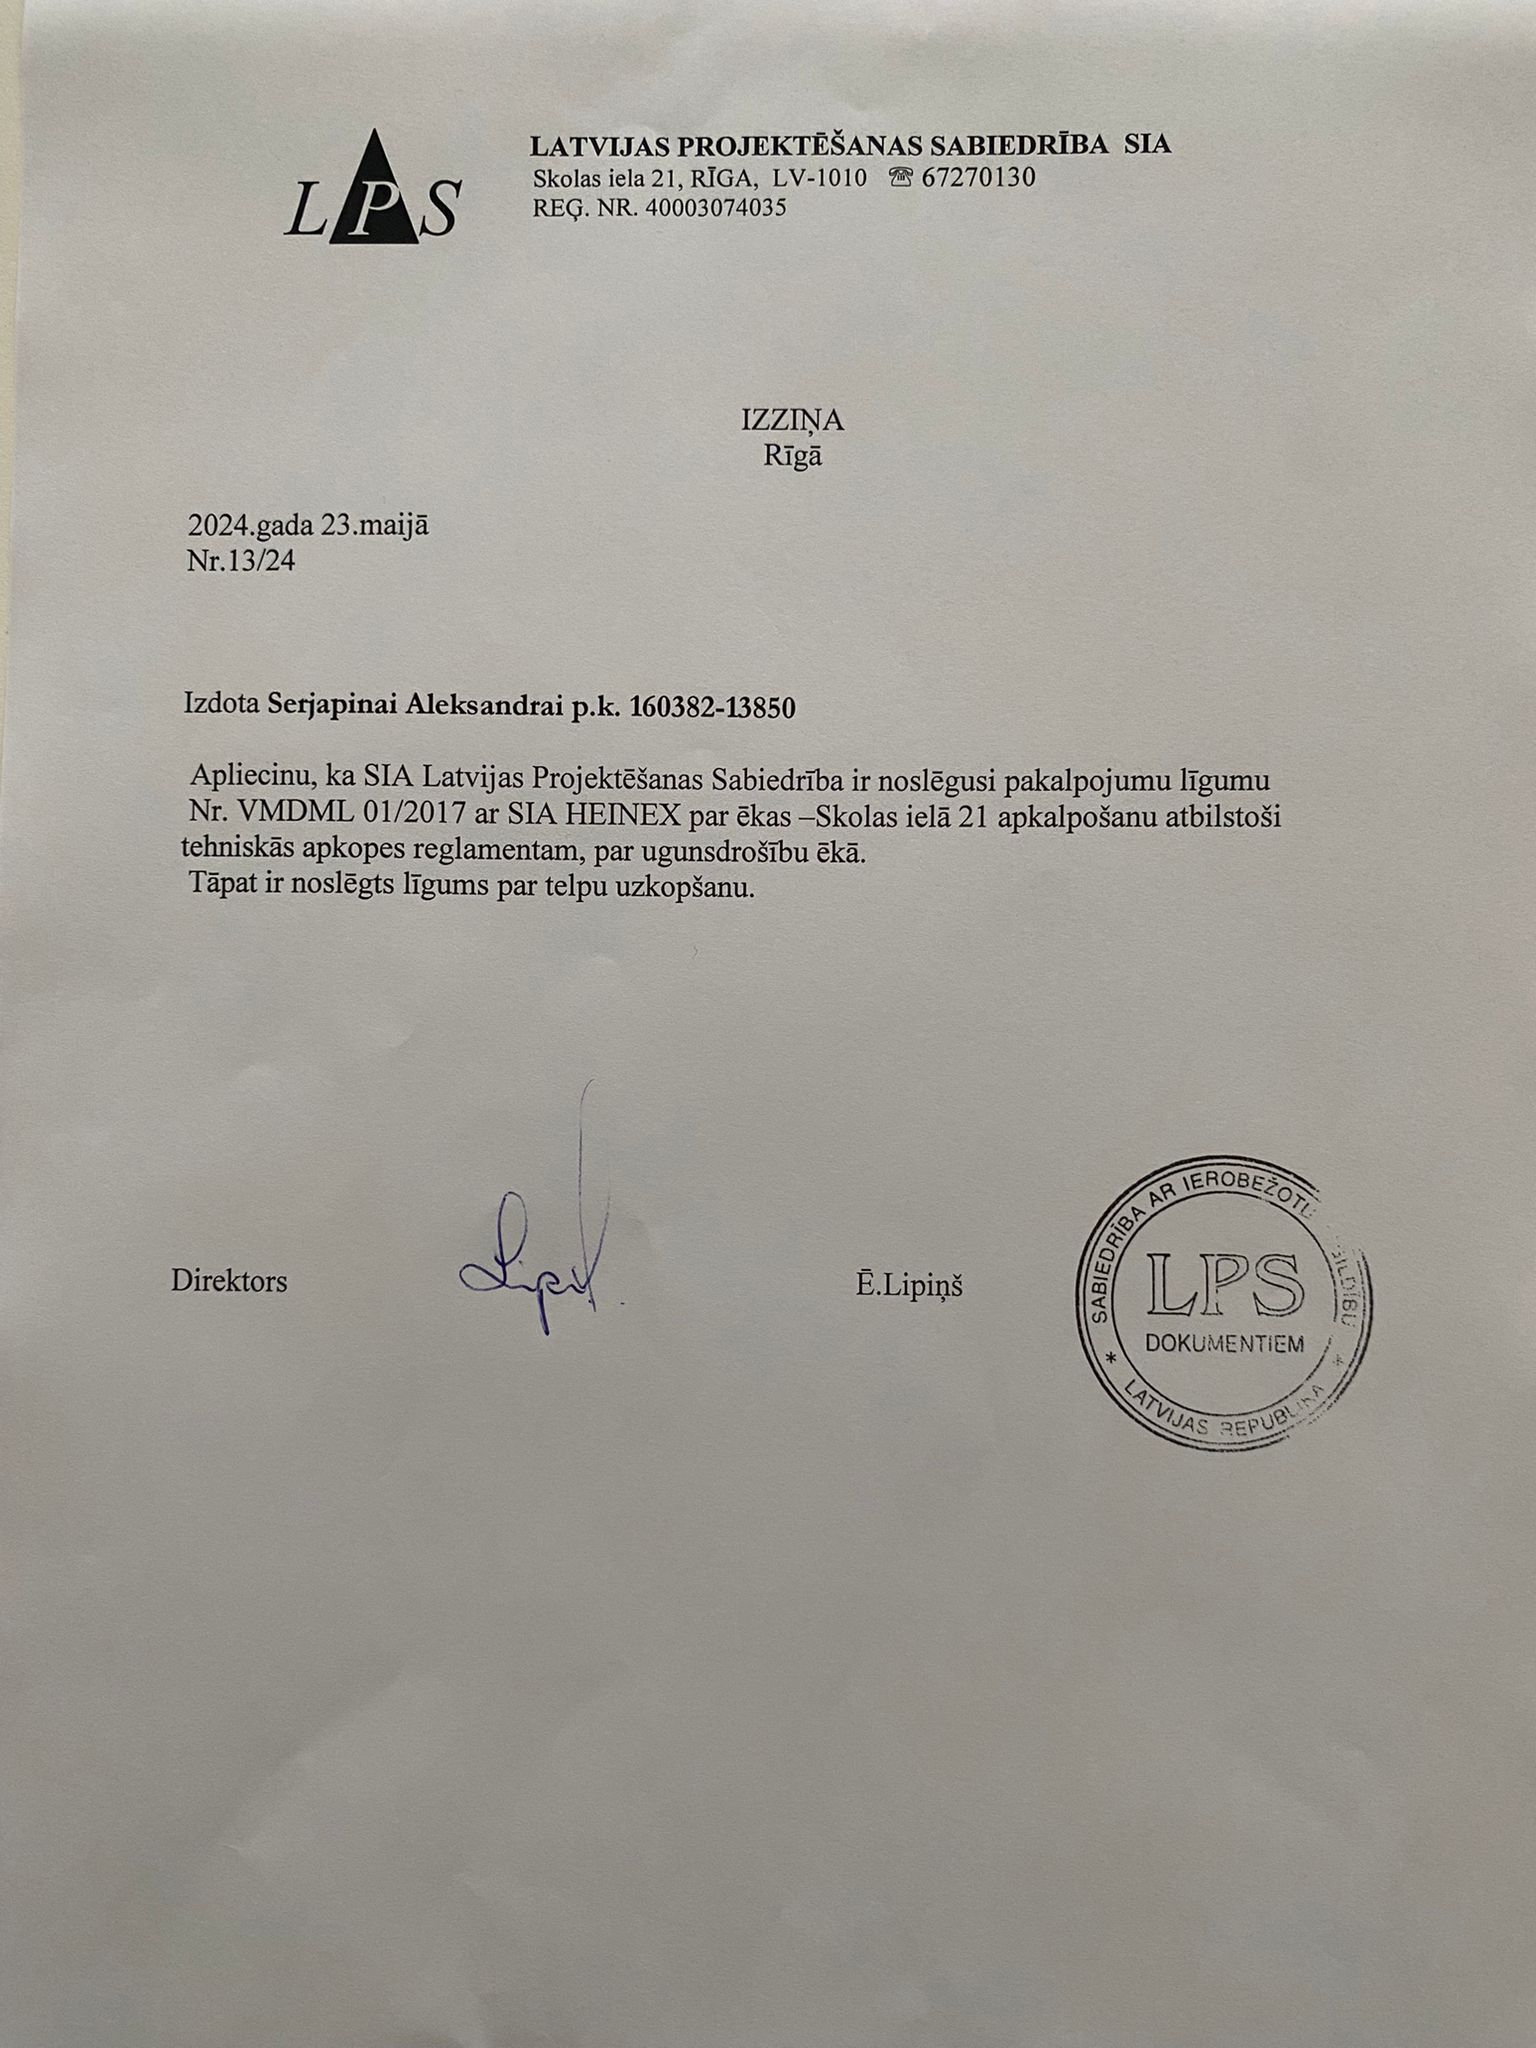 LPS
LATVIJAS PROJEKTĒŠANAS SABIEDRĪBA SIA
Skolas iela 21, RĪGA, LV-1010 ☏ 67270130
REĢ. NR. 40003074035
IZZIŅA
Rīgā
2024.gada 23.maijā
Nr.13/24
Izdota Serjapinai Aleksandrai p.k. 160382-13850
Apliecinu, ka SIA Latvijas Projektēšanas Sabiedrība ir noslēgusi pakalpojumu līgumu
Nr. VMDML 01/2017 ar SIA HEINEX par ēkas –Skolas ielā 21 apkalpošanu atbilstoši
tehniskās apkopes reglamentam, par ugunsdrošību ēkā.
Tāpat ir noslēgts līgums par telpu uzkopšanu.
Direktors
Ē.Lipiņš
SABIEDRĪBA AR IEROBEŽOTU
LPS
DOKUMENTIEM
* LATVIJAS REPUBLIKA *